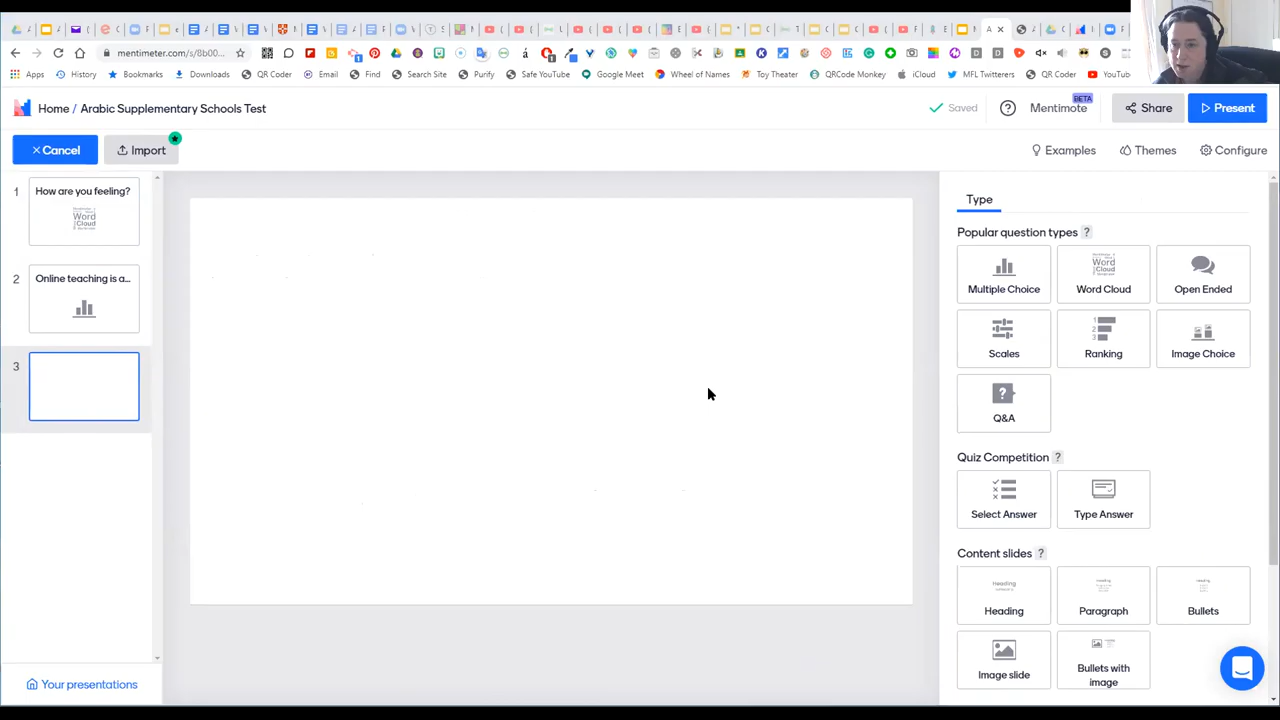 mentimeter.com/s/8b00...
Apps
History
Bookmarks
Downloads
QR Coder
Email
Find
Search Site
Purify
Safe YouTube
Google Meet
Wheel of Names
Toy Theater
QRCode Monkey
iCloud
MFL Twitterers
QR Coder
YouTub
Home / Arabic Supplementary Schools Test
Saved
?
Mentimote
BETA
Share
Present
Cancel
Import
Examples
Themes
Configure
1
How are you feeling?
Word
Cloud
2
Online teaching is a...
3
Your presentations
Type
Popular question types ?
Multiple Choice
Word
Cloud
Word Cloud
Open Ended
Scales
Ranking
Image Choice
Q&A
Quiz Competition ?
Select Answer
Type Answer
Content slides ?
Heading
Heading
Paragraph
Bullets
Image slide
Bullets with
image